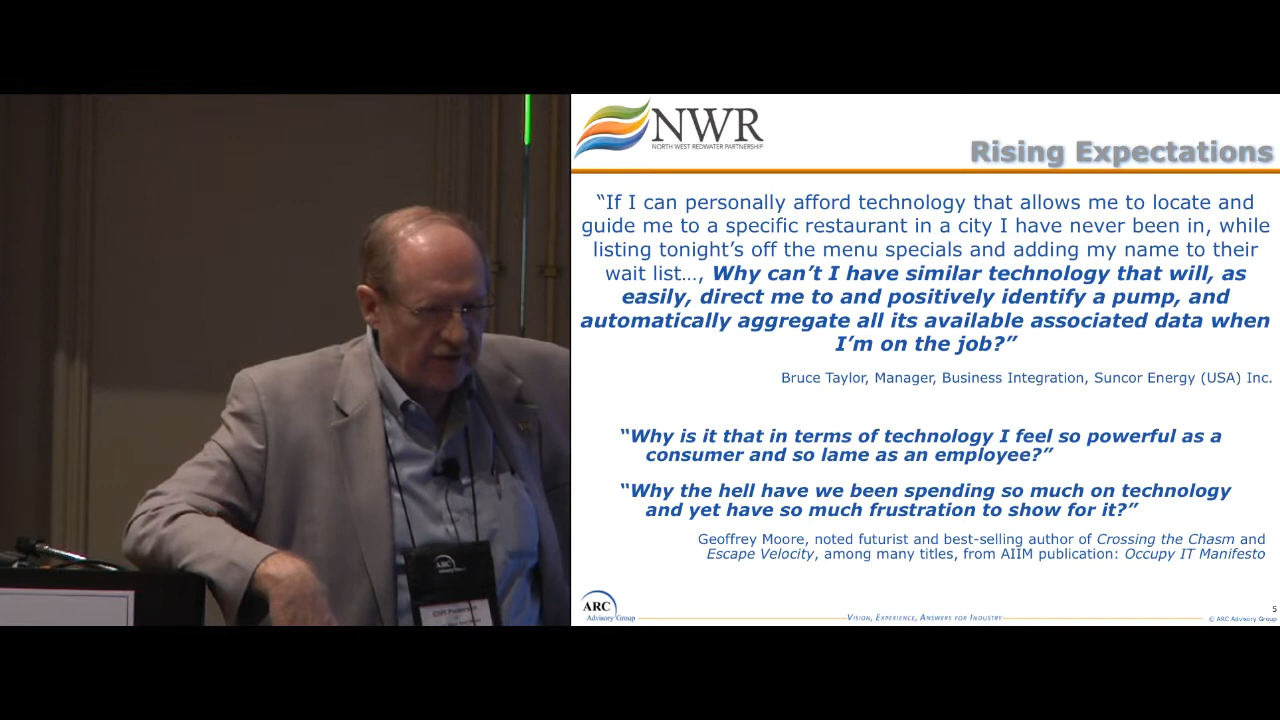 NWR
NORTH WEST REDWATER PARTNERSHIP
Rising Expectations
“If I can personally afford technology that allows me to locate and
guide me to a specific restaurant in a city I have never been in, while
listing tonight’s off the menu specials and adding my name to their
wait list…, Why can’t I have similar technology that will, as
easily, direct me to and positively identify a pump, and
automatically aggregate all its available associated data when
I’m on the job?”
Bruce Taylor, Manager, Business Integration, Suncor Energy (USA) Inc.
“Why is it that in terms of technology I feel so powerful as a
consumer and so lame as an employee?”
“Why the hell have we been spending so much on technology
and yet have so much frustration to show for it?”
Geoffrey Moore, noted futurist and best-selling author of Crossing the Chasm and
Escape Velocity, among many titles, from AIIM publication: Occupy IT Manifesto
ARC
Advisory Group
VISION, EXPERIENCE, ANSWERS FOR INDUSTRY
5
© ARC Advisory Group
ARC